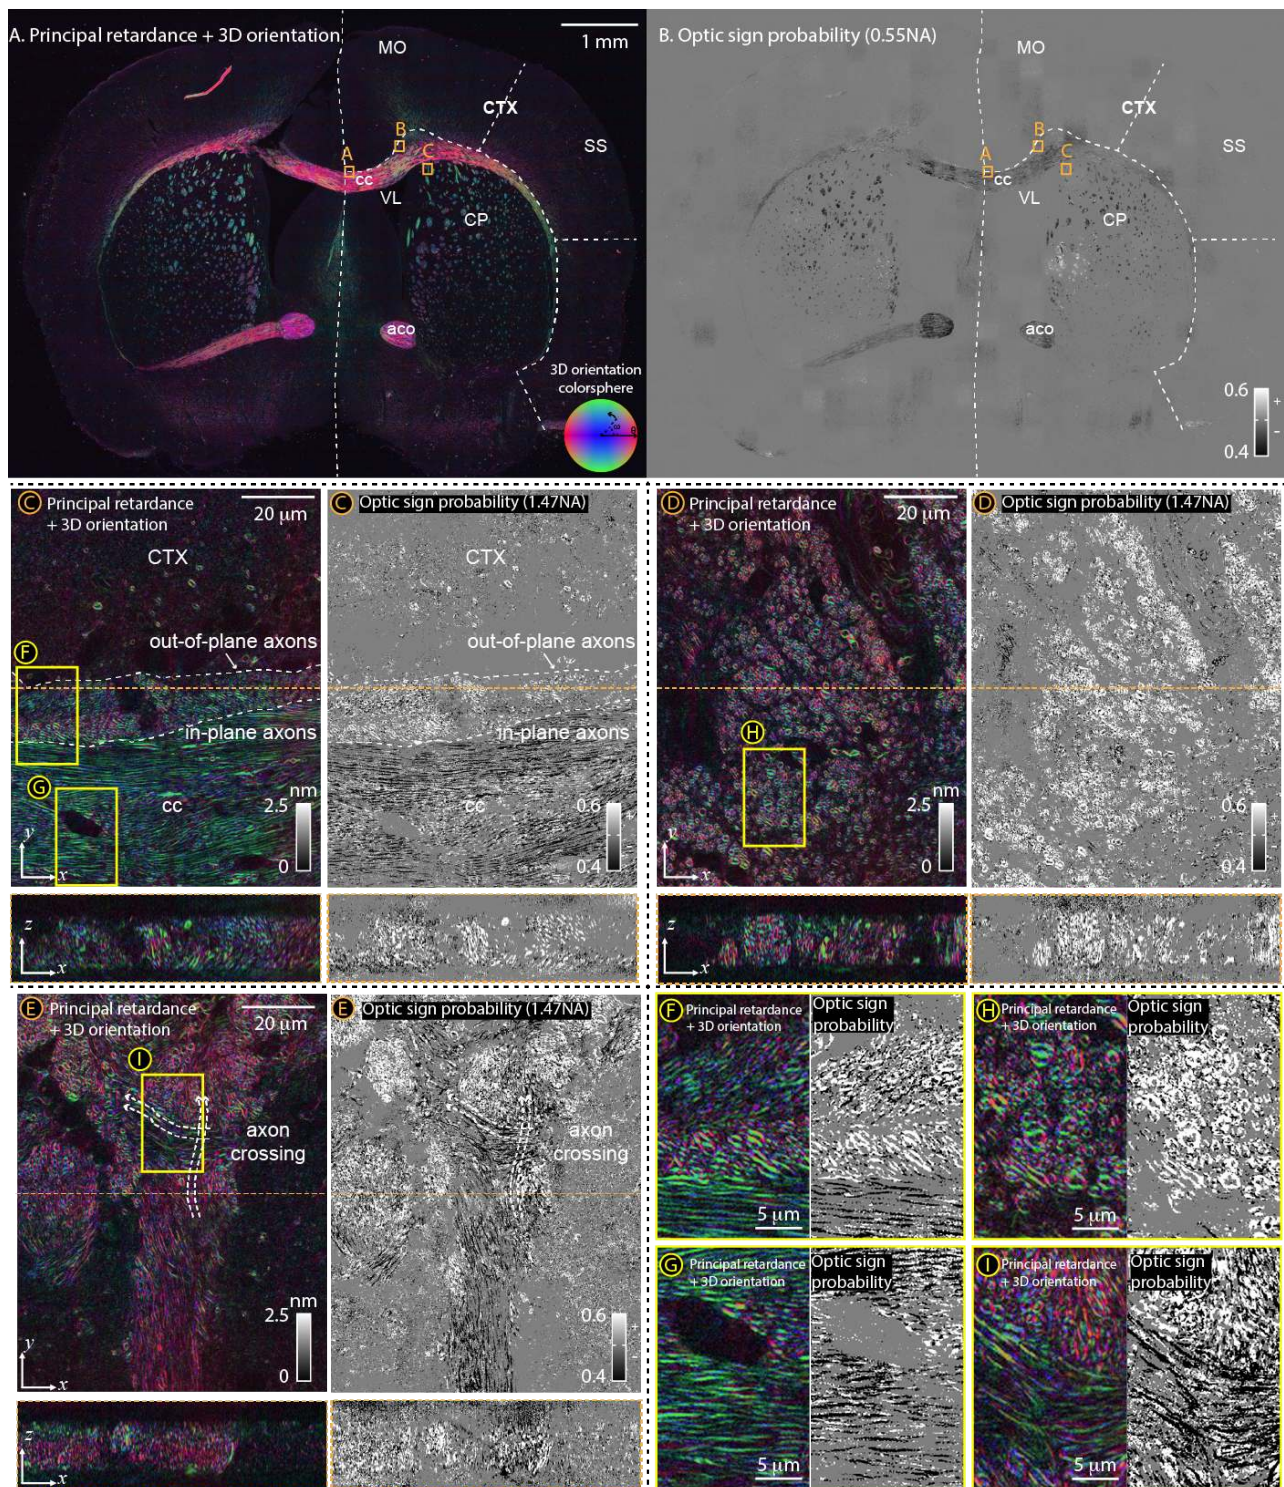 A. Principal retardance + 3D orientation
1 mm
MO
CTX
SS
A
B
C
cc
VL
CP
aco
3D orientation
colorsphere
B. Optic sign probability (0.55NA)
MO
CTX
SS
A
B
C
cc
VL
CP
aco
0.6
+
-
0.4
C Principal retardance
+ 3D orientation
20 μm
CTX
out-of-plane axons
F
in-plane axons
G
cc
nm
2.5
0
y
x
C Optic sign probability (1.47NA)
CTX
out-of-plane axons
in-plane axons
cc
0.6
+
-
0.4
z
x
D Principal retardance
+ 3D orientation
20 μm
H
nm
2.5
0
y
x
D Optic sign probability (1.47NA)
0.6
+
-
0.4
z
x
E Principal retardance
+ 3D orientation
20 μm
I
axon
crossing
nm
2.5
0
y
x
E Optic sign probability (1.47NA)
axon
crossing
0.6
+
-
0.4
z
x
F Principal retardance
+ 3D orientation
Optic sign
probability
5 μm
H Principal retardance
+ 3D orientation
Optic sign
probability
5 μm
G Principal retardance
+ 3D orientation
Optic sign
probability
5 μm
I Principal retardance
+ 3D orientation
Optic sign
probability
5 μm